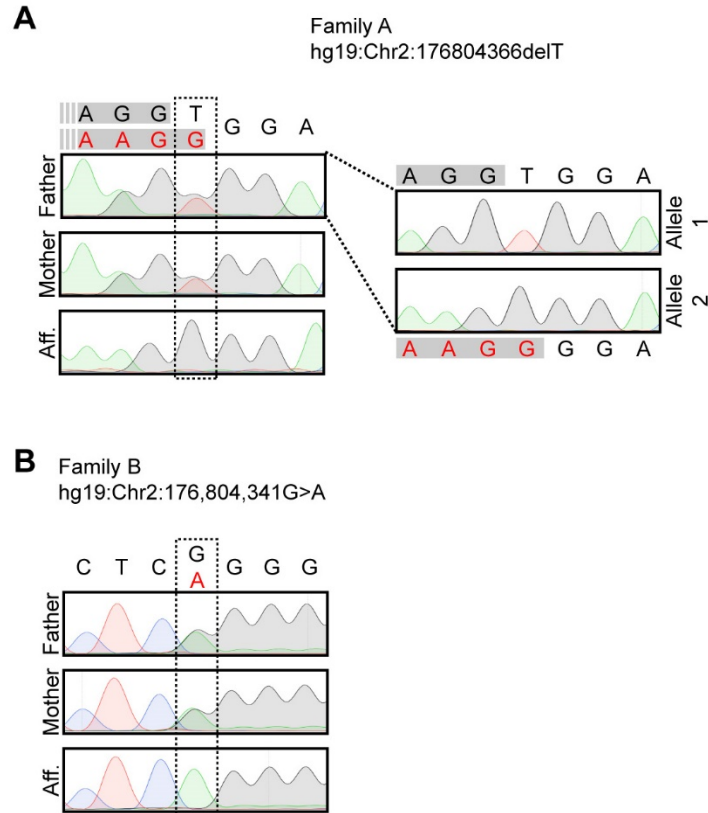 A
Family A
hg19:Chr2:176804366delT
A G G T G G A
A A G G
Father
Mother
Aff.
A G G T G G A
Allele 1
Allele 2
A A G G G G A
B
Family B
hg19:Chr2:176,804,341G>A
C T C G G G G
A
Father
Mother
Aff.